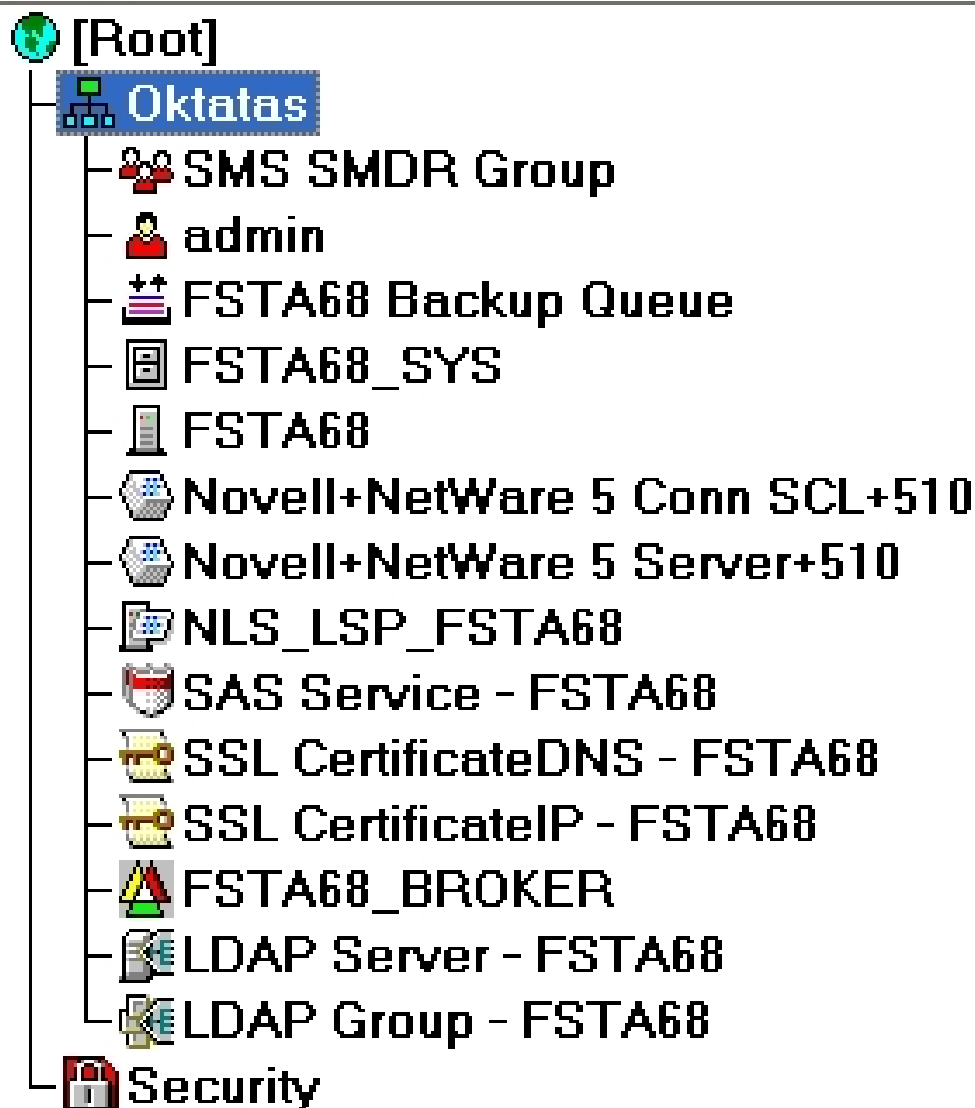 [Root]
Oktatas
SMS SMDR Group
admin
FSTA68 Backup Queue
FSTA68_SYS
FSTA68
Novell+NetWare 5 Conn SCL+510
Novell+NetWare 5 Server+510
NLS_LSP_FSTA68
SAS Service - FSTA68
SSL CertificateDNS - FSTA68
SSL CertificateIP - FSTA68
FSTA68_BROKER
LDAP Server - FSTA68
LDAP Group - FSTA68
Security